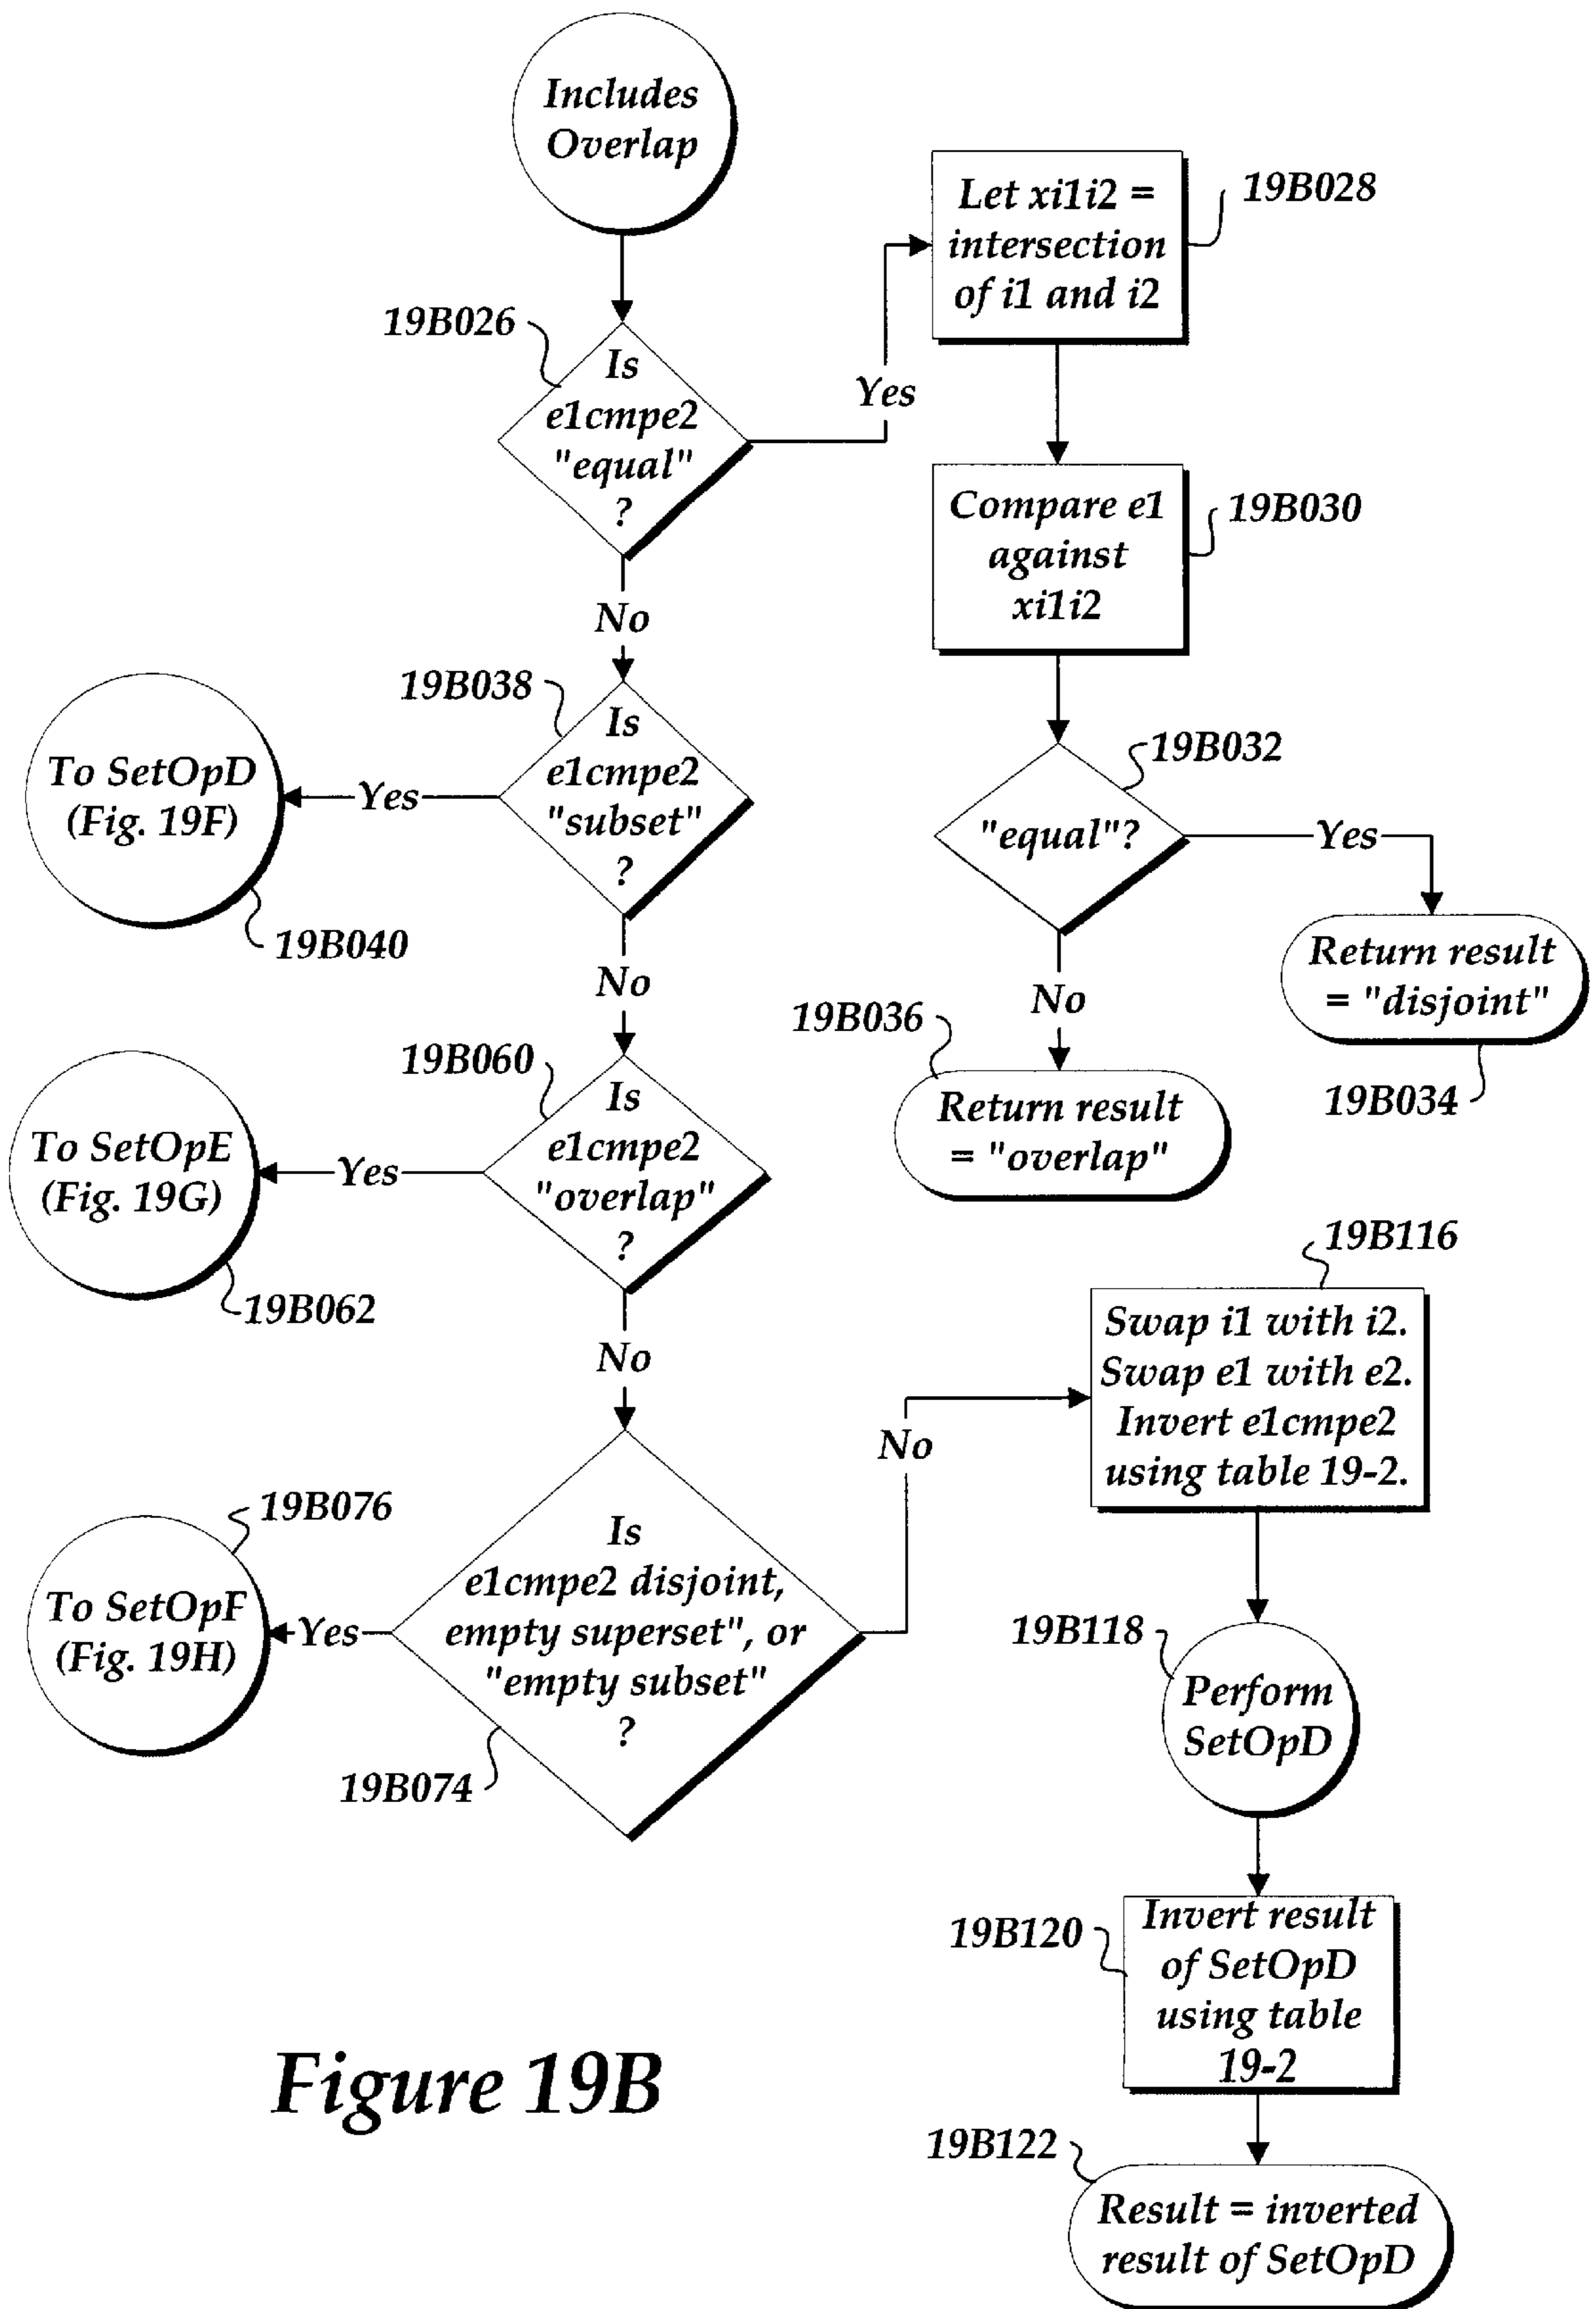 Includes
Overlap
19B026
Is
e1cmpe2
"equal"
?
Yes
Let xi1i2 =
intersection
of i1 and i2
19B028
Compare e1
against
xi1i2
19B030
19B032
"equal"?
Yes
Return result
= "disjoint"
19B034
No
19B036
Return result
= "overlap"
No
19B038
Is
e1cmpe2
"subset"
?
Yes
To SetOpD
(Fig. 19F)
19B040
No
19B060
Is
e1cmpe2
"overlap"
?
Yes
To SetOpE
(Fig. 19G)
19B062
No
Is
e1cmpe2 disjoint,
empty superset", or
"empty subset"
?
19B074
Yes
19B076
To SetOpF
(Fig. 19H)
No
19B116
Swap i1 with i2.
Swap e1 with e2.
Invert e1cmpe2
using table 19-2.
19B118
Perform
SetOpD
19B120
Invert result
of SetOpD
using table
19-2
19B122
Result = inverted
result of SetOpD
Figure 19B